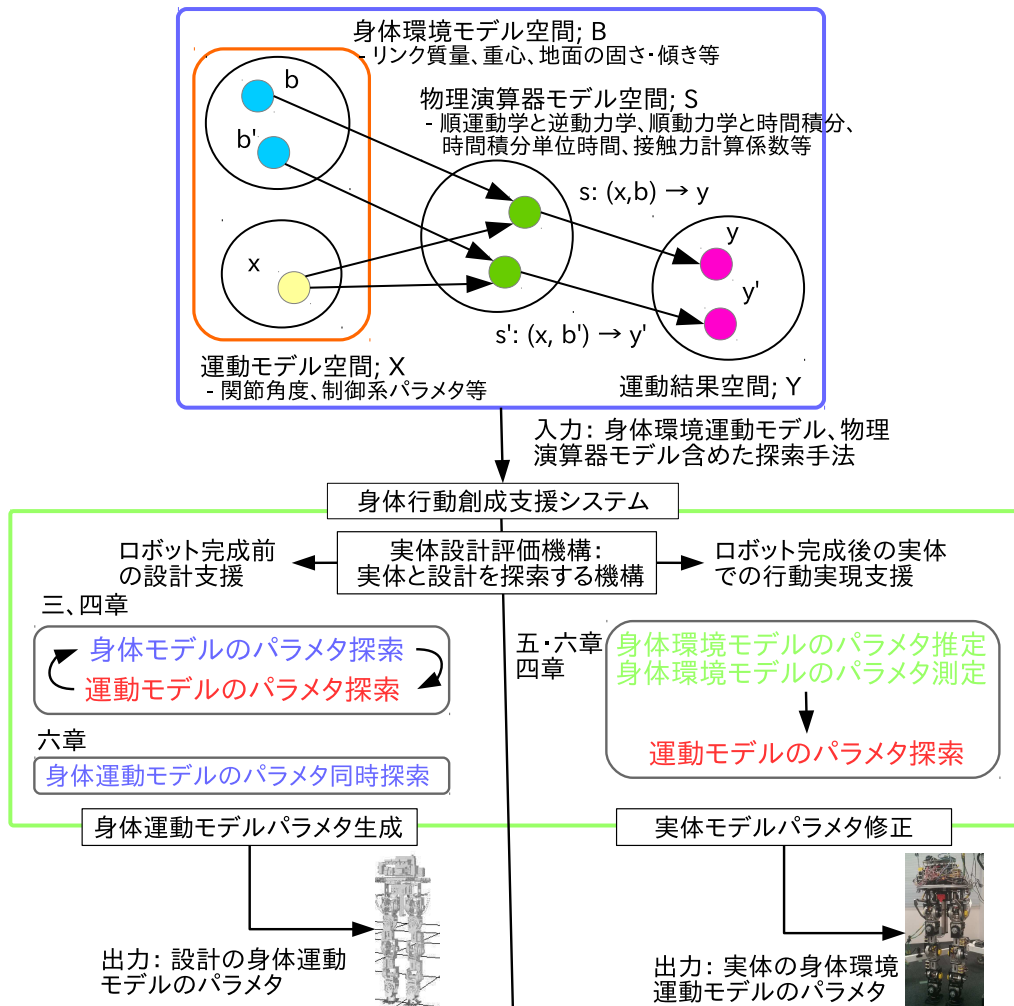 身体環境モデル空間; B
- リンク質量、重心、地面の固さ・傾き等
b
b'
物理演算器モデル空間; S
- 順運動学と逆動力学、順動力学と時間積分、
時間積分単位時間、接触力計算係数等
s: (x,b) → y
x
y
y'
s': (x, b') → y'
運動モデル空間; X
- 関節角度、制御系パラメタ等
運動結果空間; Y
入力: 身体環境運動モデル、物理
演算器モデル含めた探索手法
身体行動創成支援システム
ロボット完成前
の設計支援
実体設計評価機構:
実体と設計を探索する機構
ロボット完成後の実体
での行動実現支援
三、四章
身体モデルのパラメタ探索
運動モデルのパラメタ探索
六章
身体運動モデルのパラメタ同時探索
五・六章
四章
身体環境モデルのパラメタ推定
身体環境モデルのパラメタ測定
運動モデルのパラメタ探索
身体運動モデルパラメタ生成
実体モデルパラメタ修正
出力: 設計の身体運動
モデルのパラメタ
出力: 実体の身体環境
運動モデルのパラメタ